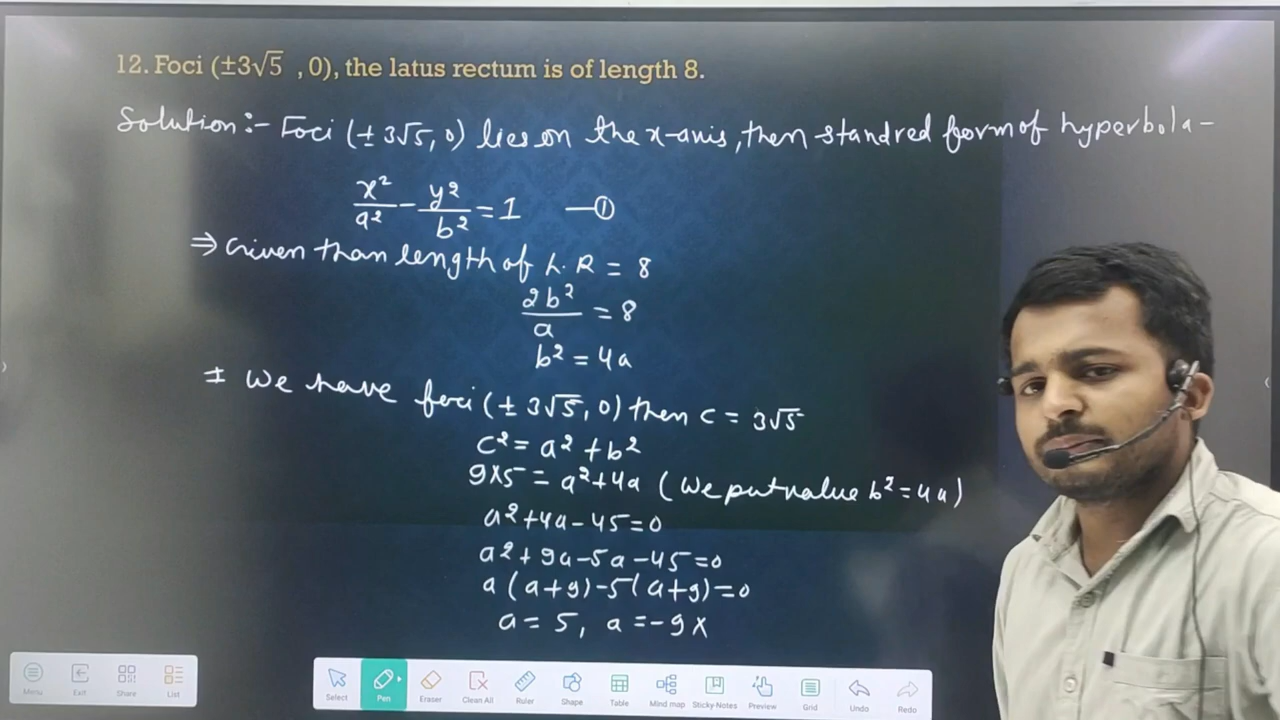 12. Foci (±3√5 , 0), the latus rectum is of length 8.
Solution :- Foci (± 3√5, 0) lies on the x-axis, then standred form of hyperbola -
x²/a² - y²/b² = 1 —①
⇒ Given than length of L.R = 8
2b²/a = 8
b² = 4a
± We have foci (± 3√5, 0) then c = 3√5
c² = a² + b²
9×5 = a²+4a (We put value b² = 4a)
a² + 4a - 45 = 0
a² + 9a - 5a - 45 = 0
a (a+9) - 5 (a+9) = 0
a = 5, a = -9 ×
Menu Exit Share List Select Pen Eraser Clean All Ruler Shape Table Mind map Sticky Notes Preview Grid Undo Redo